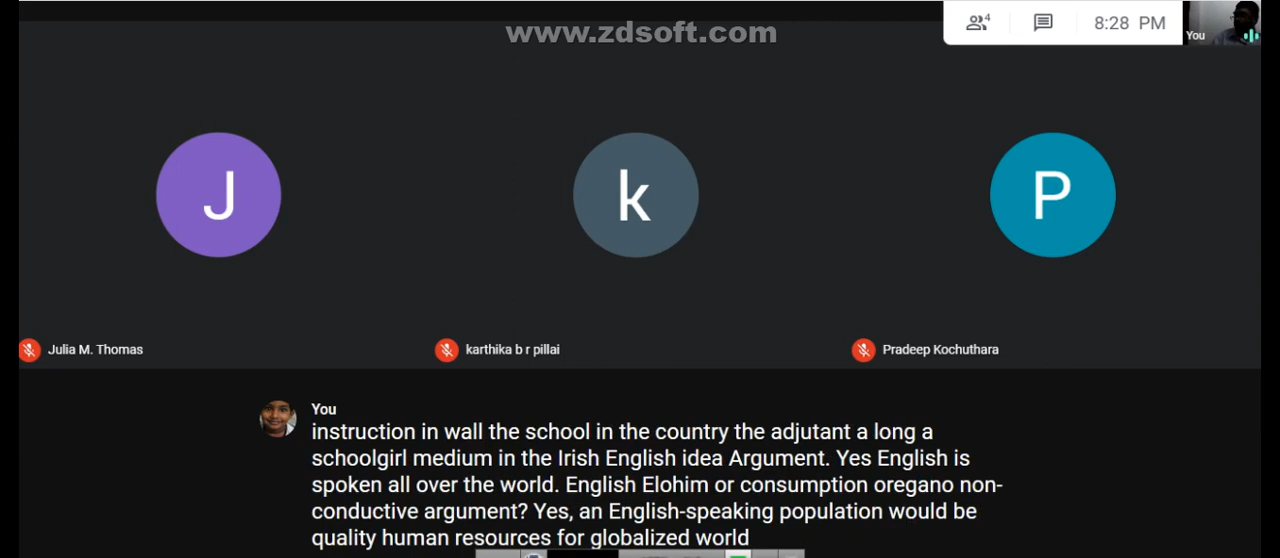 www.zdsoft.com
4
8:28 PM
You
J
k
P
Julia M. Thomas
karthika b r pillai
Pradeep Kochuthara
You
instruction in wall the school in the country the adjutant a long a
schoolgirl medium in the Irish English idea Argument. Yes English is
spoken all over the world. English Elohim or consumption oregano non-
conductive argument? Yes, an English-speaking population would be
quality human resources for globalized world